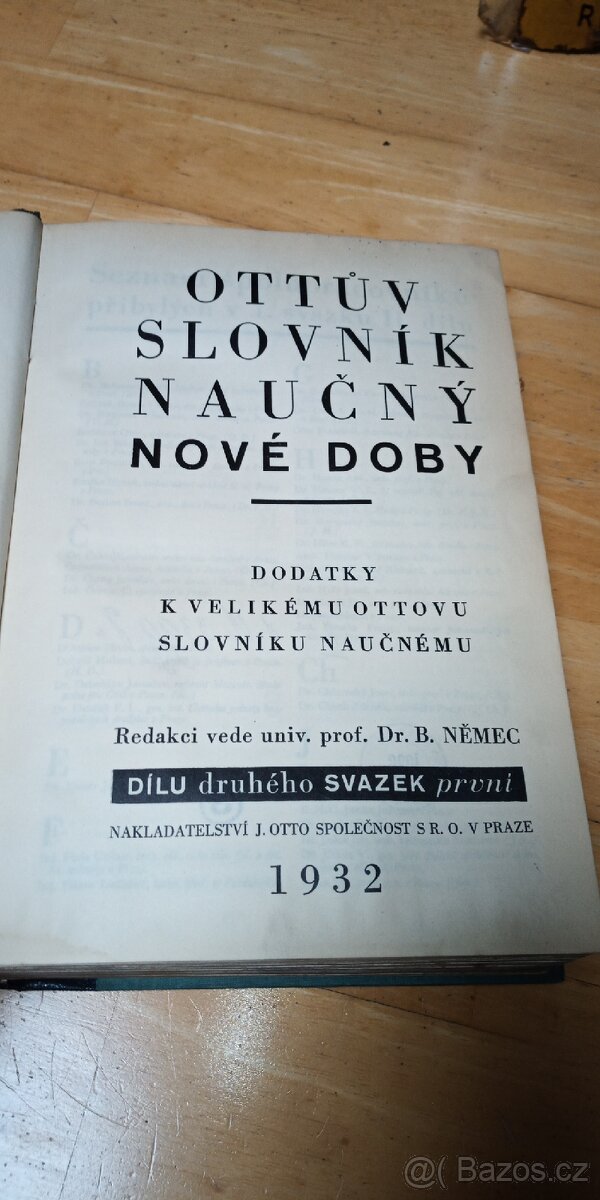 R
OTTŮV
SLOVNÍK
NAUČNÝ
NOVÉ DOBY
DODATKY
K VELIKÉMU OTTOVU
SLOVNÍKU NAUČNÉMU
Redakci vede univ. prof. Dr. B. NĚMEC
DÍLU druhého SVAZEK první
NAKLADATELSTVÍ J. OTTO SPOLEČNOST S R. O. V PRAZE
1932
Bazos.cz